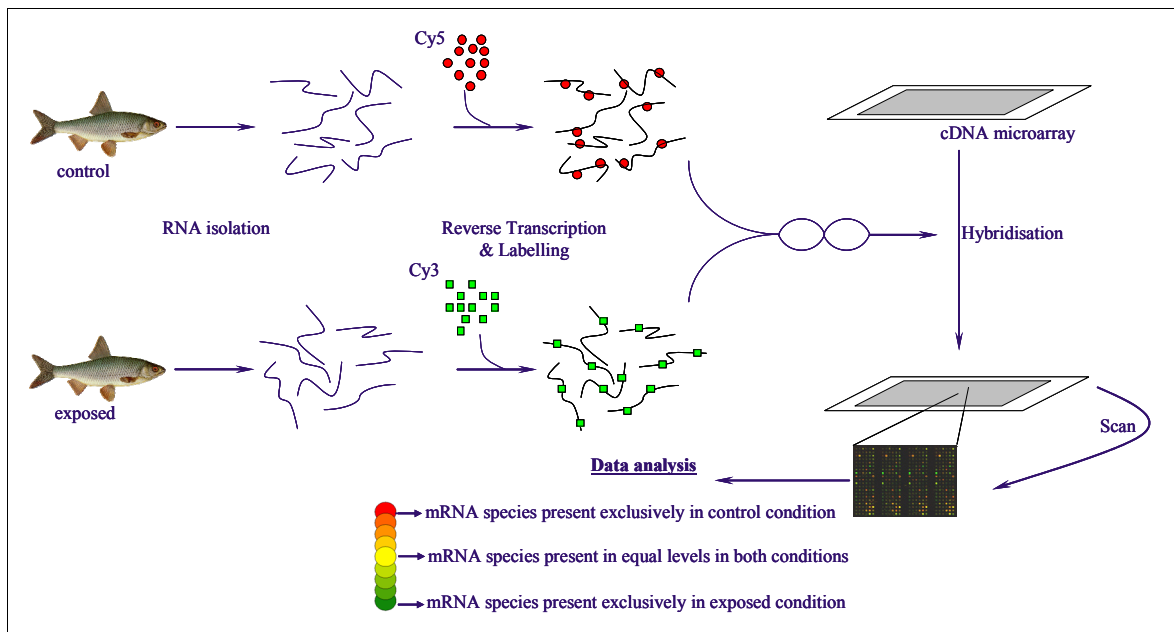 Cy5
control
cDNA microarray
RNA isolation
Reverse Transcription
& Labelling
Hybridisation
Cy3
exposed
Scan
Data analysis
mRNA species present exclusively in control condition
mRNA species present in equal levels in both conditions
mRNA species present exclusively in exposed condition